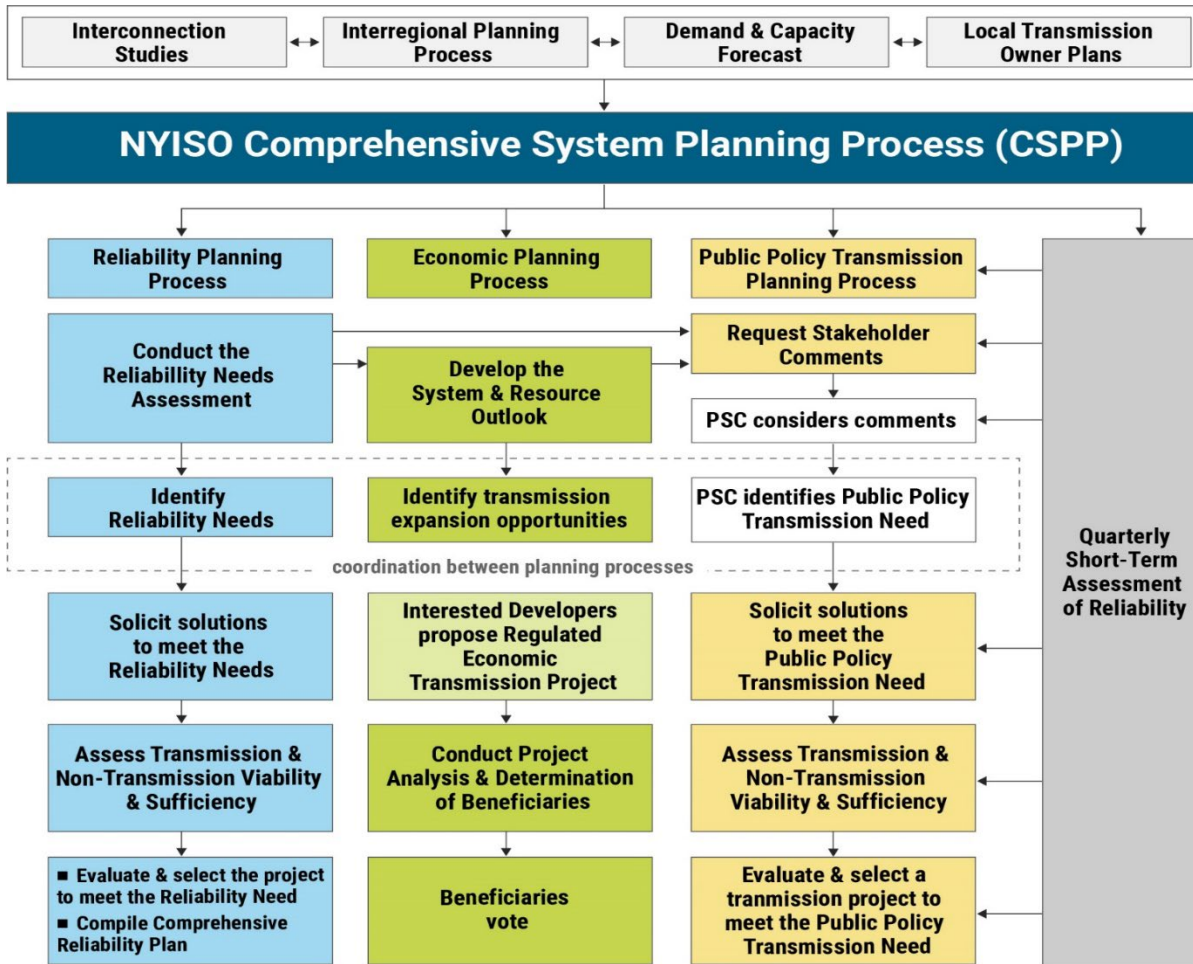 Interconnection
Studies
Interregional Planning
Process
Demand & Capacity
Forecast
Local Transmission
Owner Plans
NYISO Comprehensive System Planning Process (CSPP)
Reliability Planning
Process
Economic Planning
Process
Public Policy Transmission
Planning Process
Conduct the
Reliabillity Needs
Assessment
Develop the
System & Resource
Outlook
Request Stakeholder
Comments
PSC considers comments
Identify
Reliability Needs
Identify transmission
expansion opportunities
PSC identifies Public Policy
Transmission Need
coordination between planning processes
Quarterly
Short-Term
Assessment
of Reliability
Solicit solutions
to meet the
Reliability Needs
Interested Developers
propose Regulated
Economic
Transmission Project
Solicit solutions
to meet the
Public Policy
Transmission Need
Assess Transmission &
Non-Transmission Viability
& Sufficiency
Conduct Project
Analysis & Determination
of Beneficiaries
Assess Transmission &
Non-Transmission
Viability & Sufficiency
■ Evaluate & select the project
to meet the Reliability Need
■ Compile Comprehensive
Reliability Plan
Beneficiaries
vote
Evaluate & select a
tranmission project to
meet the Public Policy
Transmission Need